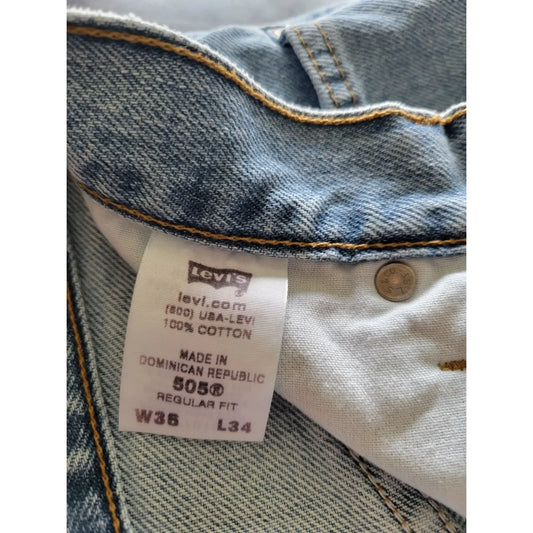 Levi's
®
levi.com
(800) USA-LEVI
100% COTTON
MADE IN
DOMINICAN REPUBLIC
505®
REGULAR FIT
W36 L34